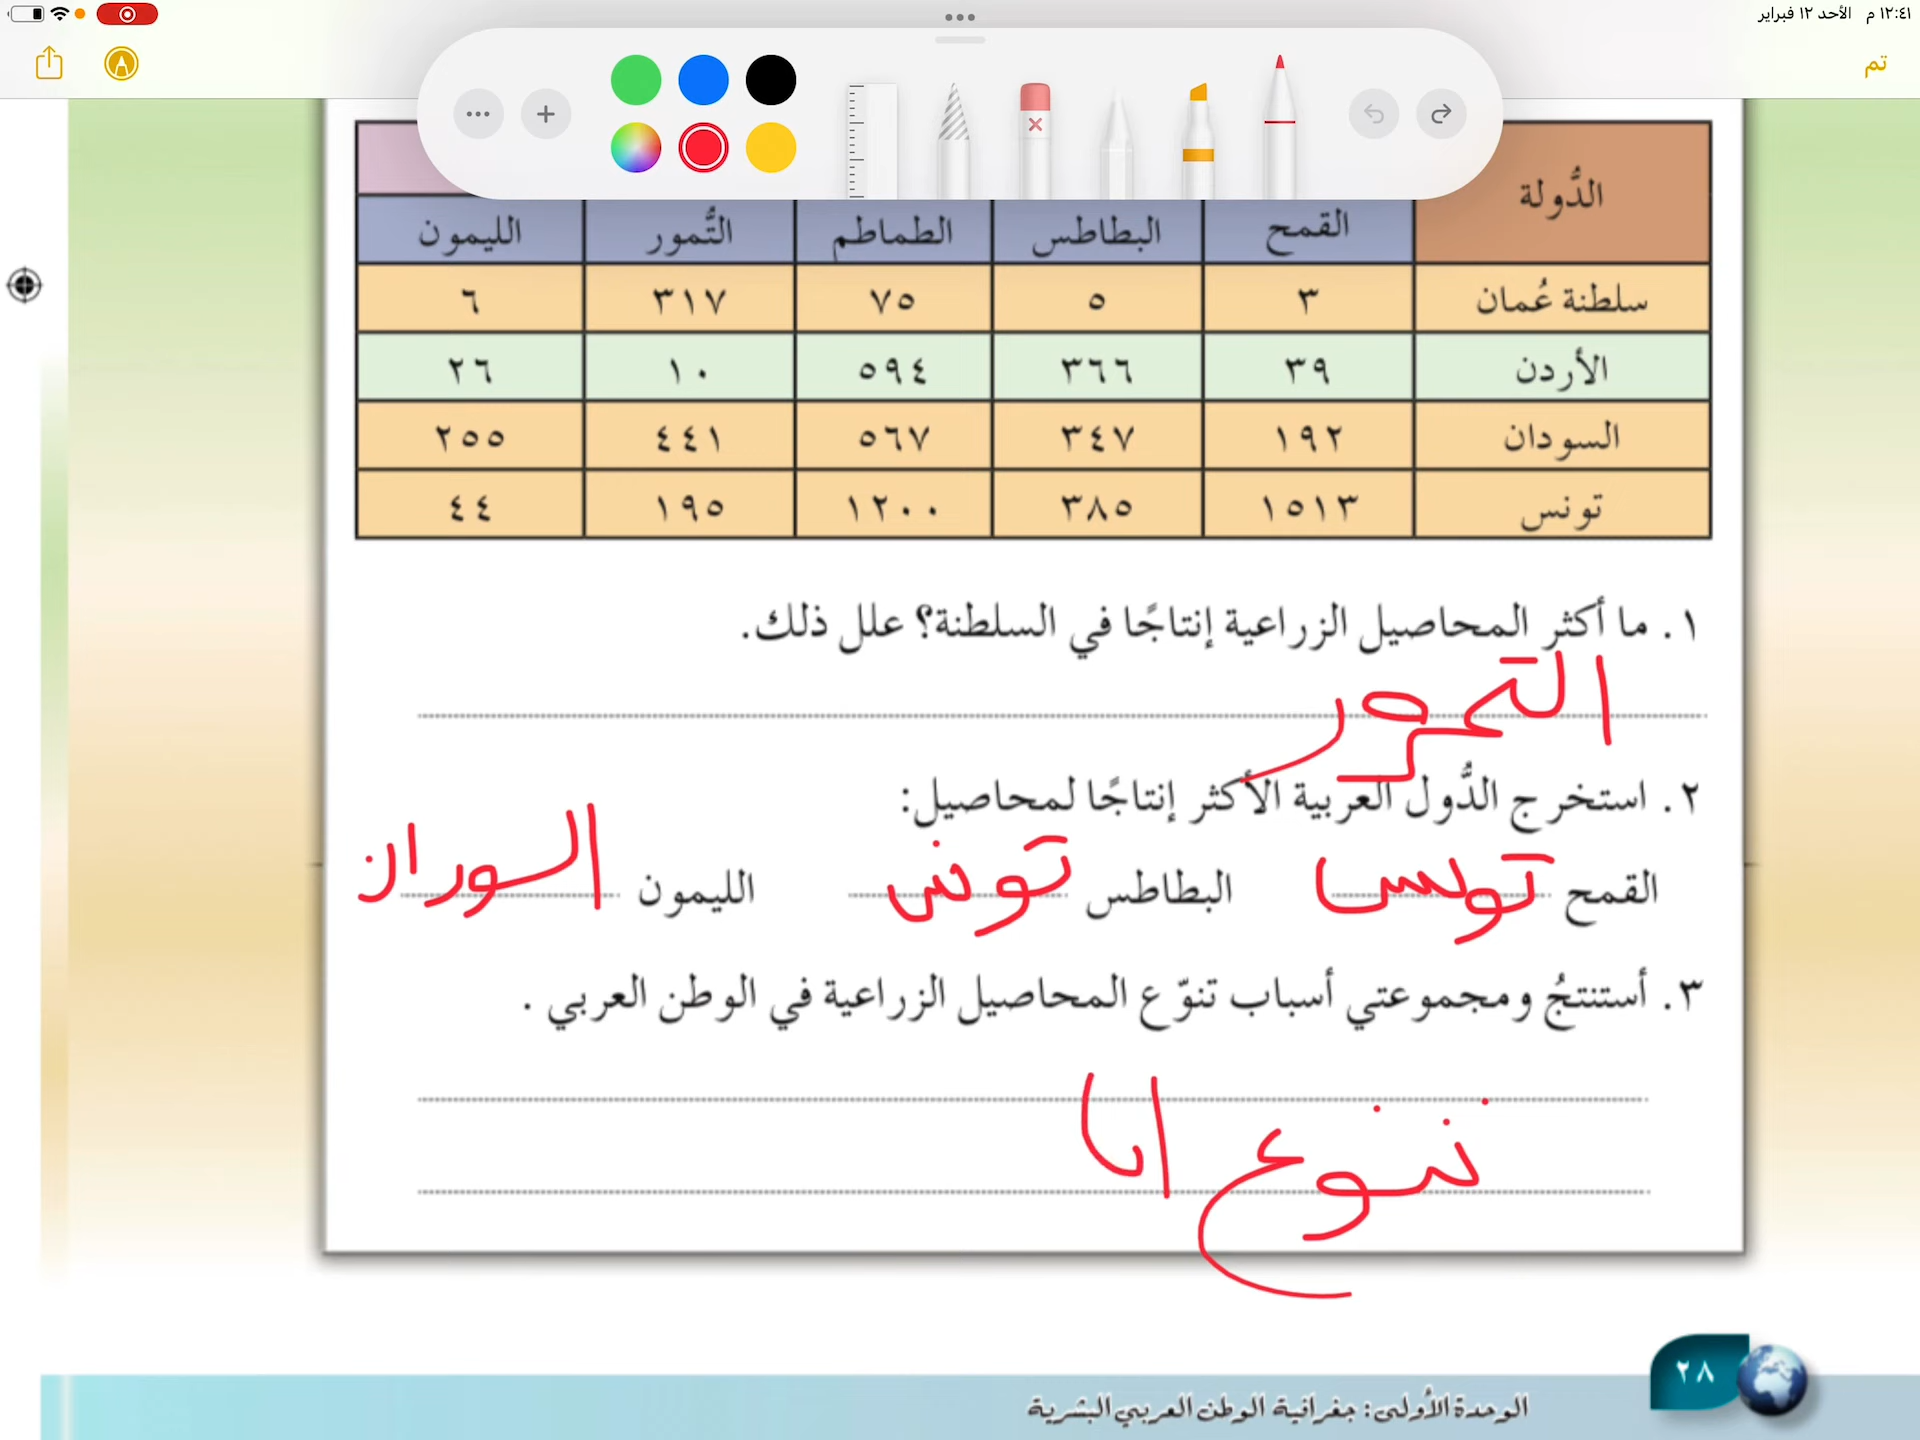 ١٢:٤١ م الأحد ١٢ فبراير
تم
الدُّولة
القمح البطاطس الطماطم التُّمور الليمون
سلطنة عُمان ٣ ٥ ٧٥ ٣١٧ ٦
الأردن ٣٩ ٣٦٦ ٥٩٤ ١٠ ٢٦
السودان ١٩٢ ٣٤٧ ٥٦٧ ٤٤١ ٢٥٥
تونس ١٥١٣ ٣٨٥ ١٢٠٠ ١٩٥ ٤٤
١. ما أكثر المحاصيل الزراعية إنتاجًا في السلطنة؟ علل ذلك.
التمور
٢. استخرج الدُّول العربية الأكثر إنتاجًا لمحاصيل:
القمح تونس البطاطس تونس الليمون السودان
٣. أستنتجُ ومجموعتي أسباب تنوّع المحاصيل الزراعية في الوطن العربي .
تنوع
٢٨
الوحدة الأولى: جغرافية الوطن العربي البشرية